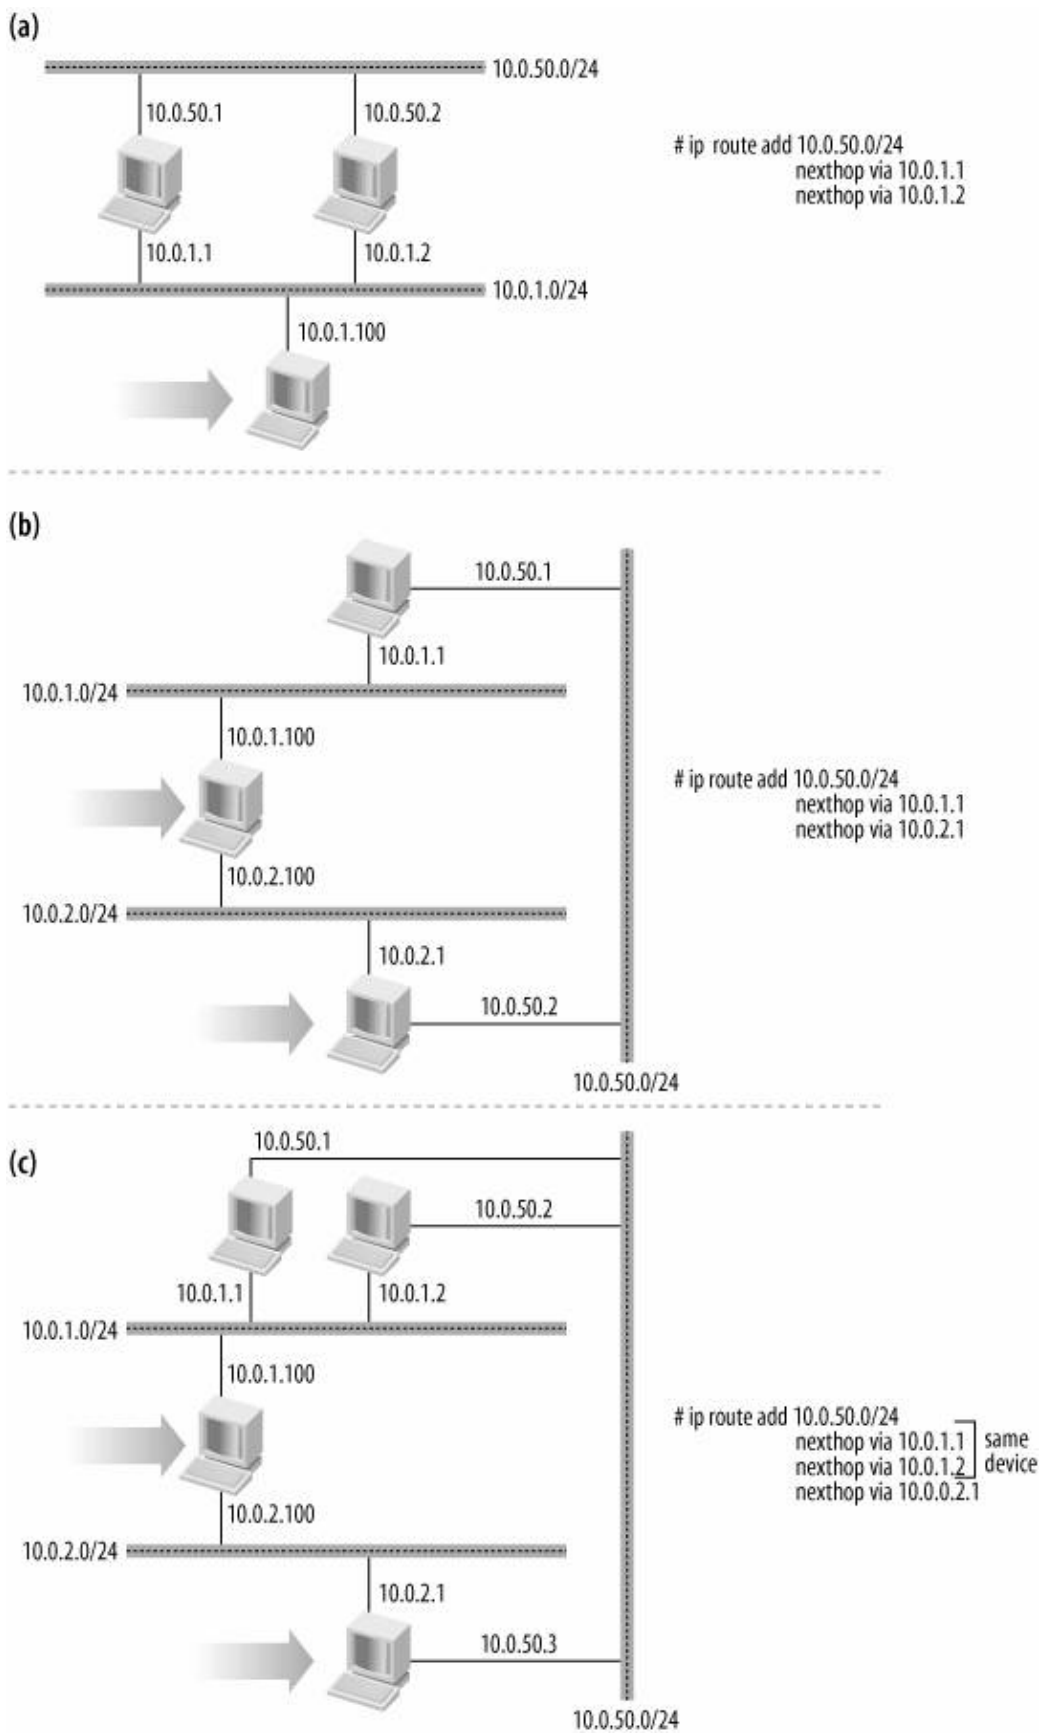 (a)
10.0.50.0/24
10.0.50.1
10.0.50.2
# ip route add 10.0.50.0/24
nexthop via 10.0.1.1
nexthop via 10.0.1.2
10.0.1.1
10.0.1.2
10.0.1.0/24
10.0.1.100
(b)
10.0.50.1
10.0.1.1
10.0.1.0/24
10.0.1.100
# ip route add 10.0.50.0/24
nexthop via 10.0.1.1
nexthop via 10.0.2.1
10.0.2.100
10.0.2.0/24
10.0.2.1
10.0.50.2
10.0.50.0/24
(c)
10.0.50.1
10.0.50.2
10.0.1.1
10.0.1.2
10.0.1.0/24
10.0.1.100
# ip route add 10.0.50.0/24
nexthop via 10.0.1.1
nexthop via 10.0.1.2
same
device
nexthop via 10.0.0.2.1
10.0.2.100
10.0.2.0/24
10.0.2.1
10.0.50.3
10.0.50.0/24